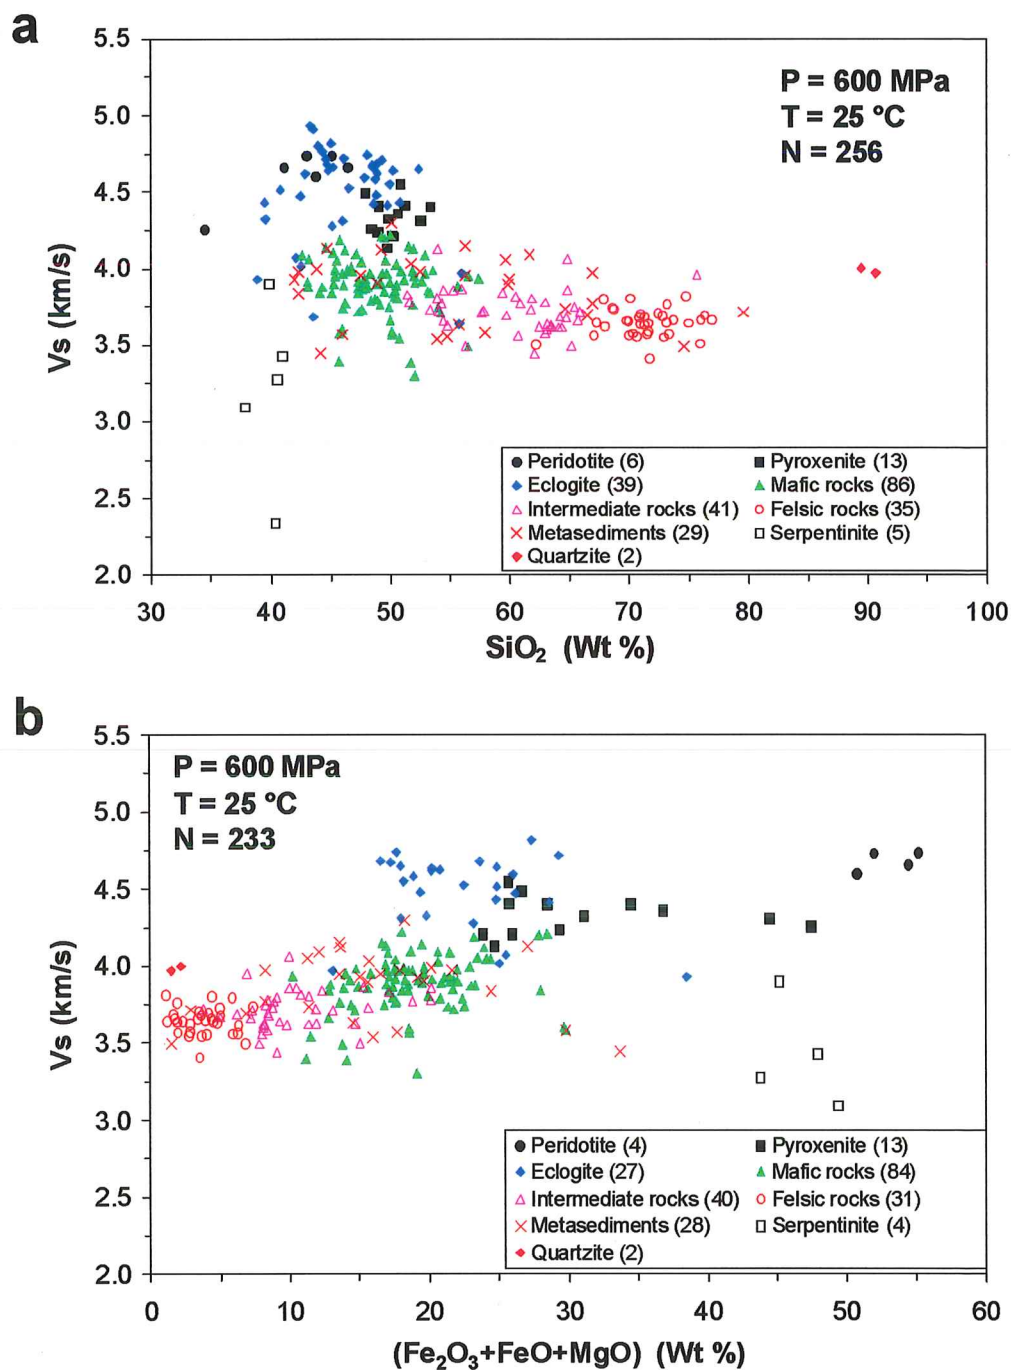 a
5.5
5.0
4.5
4.0
3.5
3.0
2.5
2.0
Vs (km/s)
P = 600 MPa
T = 25 °C
N = 256
Peridotite (6)
Pyroxenite (13)
Eclogite (39)
Mafic rocks (86)
Intermediate rocks (41)
Felsic rocks (35)
Metasediments (29)
Serpentinite (5)
Quartzite (2)
30 40 50 60 70 80 90 100
SiO₂ (Wt %)
b
5.5
5.0
4.5
4.0
3.5
3.0
2.5
2.0
Vs (km/s)
P = 600 MPa
T = 25 °C
N = 233
Peridotite (4)
Pyroxenite (13)
Eclogite (27)
Mafic rocks (84)
Intermediate rocks (40)
Felsic rocks (31)
Metasediments (28)
Serpentinite (4)
Quartzite (2)
0 10 20 30 40 50 60
(Fe₂O₃+FeO+MgO) (Wt %)